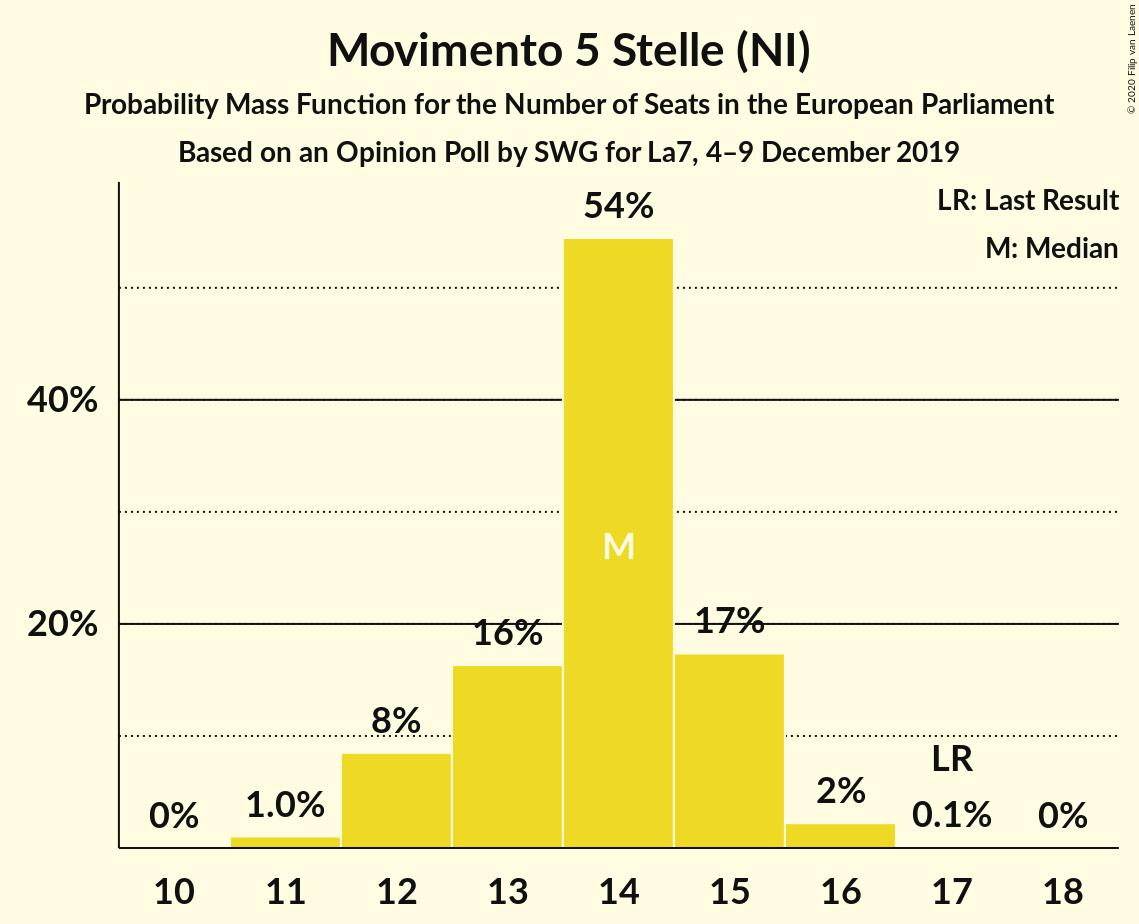 Movimento 5 Stelle (NI)
Probability Mass Function for the Number of Seats in the European Parliament
Based on an Opinion Poll by SWG for La7, 4–9 December 2019
© 2020 Filip van Laenen
LR: Last Result
M: Median
54%
40%
M
20%
16%
17%
8%
LR
0%
1.0%
2%
0.1%
0%
10 11 12 13 14 15 16 17 18